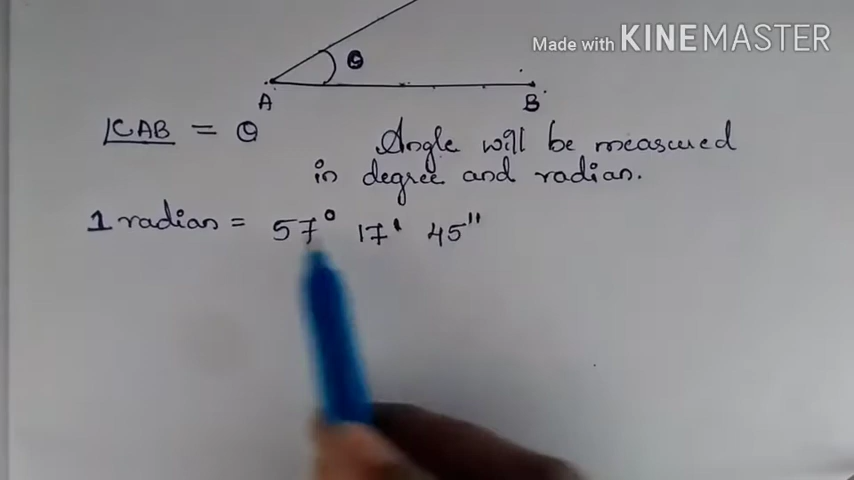 Made with KINEMASTER
θ
A
B
∠CAB = θ
Angle will be measured
in degree and radian.
1 radian = 57° 17' 45"